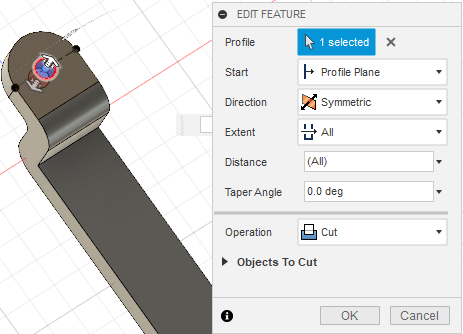 EDIT FEATURE
Profile 1 selected
Start Profile Plane
Direction Symmetric
Extent All
Distance (All)
Taper Angle 0.0 deg
Operation Cut
Objects To Cut
OK Cancel